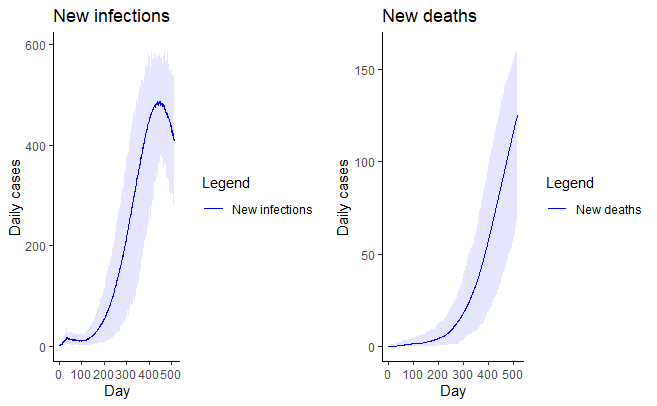 New infections
600
400
200
0
Daily cases
0 100 200 300 400 500
Day
Legend
New infections
New deaths
150
100
50
0
Daily cases
0 100 200 300 400 500
Day
Legend
New deaths